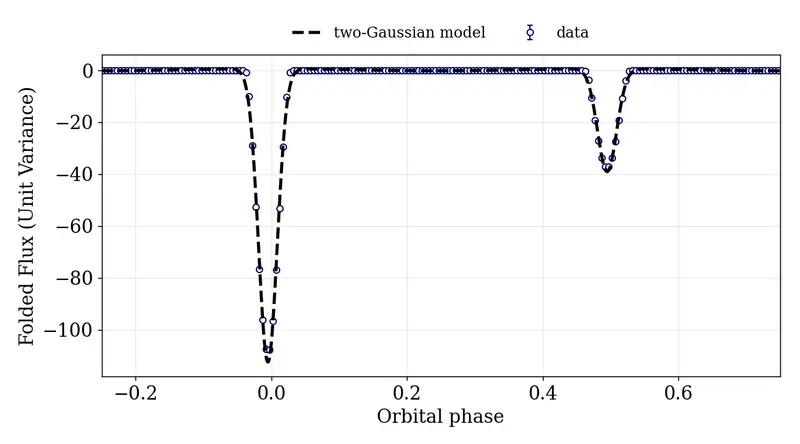 two-Gaussian model
data
Folded Flux (Unit Variance)
0
−20
−40
−60
−80
−100
−0.2
0.0
0.2
0.4
0.6
Orbital phase